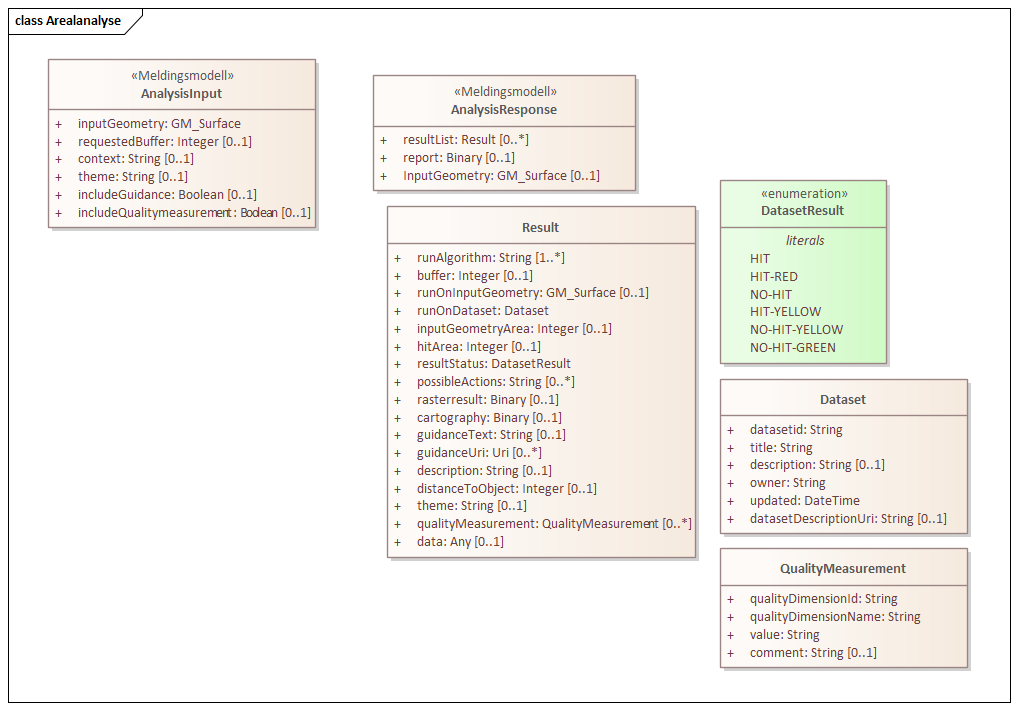 class Arealanalyse
«Meldingsmodell»
AnalysisInput
+ inputGeometry: GM_Surface
+ requestedBuffer: Integer [0..1]
+ context: String [0..1]
+ theme: String [0..1]
+ includeGuidance: Boolean [0..1]
+ includeQualitymeasurement: Boolean [0..1]
«Meldingsmodell»
AnalysisResponse
+ resultList: Result [0..*]
+ report: Binary [0..1]
+ InputGeometry: GM_Surface [0..1]
Result
+ runAlgorithm: String [1..*]
+ buffer: Integer [0..1]
+ runOnInputGeometry: GM_Surface [0..1]
+ runOnDataset: Dataset
+ inputGeometryArea: Integer [0..1]
+ hitArea: Integer [0..1]
+ resultStatus: DatasetResult
+ possibleActions: String [0..*]
+ rasterresult: Binary [0..1]
+ cartography: Binary [0..1]
+ guidanceText: String [0..1]
+ guidanceUri: Uri [0..*]
+ description: String [0..1]
+ distanceToObject: Integer [0..1]
+ theme: String [0..1]
+ qualityMeasurement: QualityMeasurement [0..*]
+ data: Any [0..1]
«enumeration»
DatasetResult
literals
HIT
HIT-RED
NO-HIT
HIT-YELLOW
NO-HIT-YELLOW
NO-HIT-GREEN
Dataset
+ datasetid: String
+ title: String
+ description: String [0..1]
+ owner: String
+ updated: DateTime
+ datasetDescriptionUri: String [0..1]
QualityMeasurement
+ qualityDimensionId: String
+ qualityDimensionName: String
+ value: String
+ comment: String [0..1]